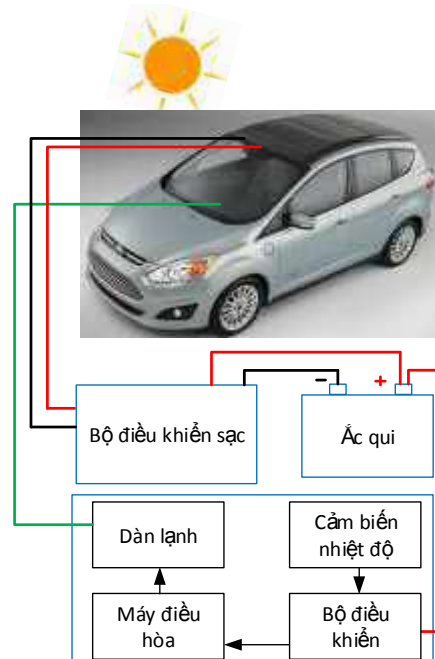 −
+
Bộ điều khiển sạc
Ắc qui
Dàn lạnh
Cảm biến
nhiệt độ
Máy điều
hòa
Bộ điều
khiển